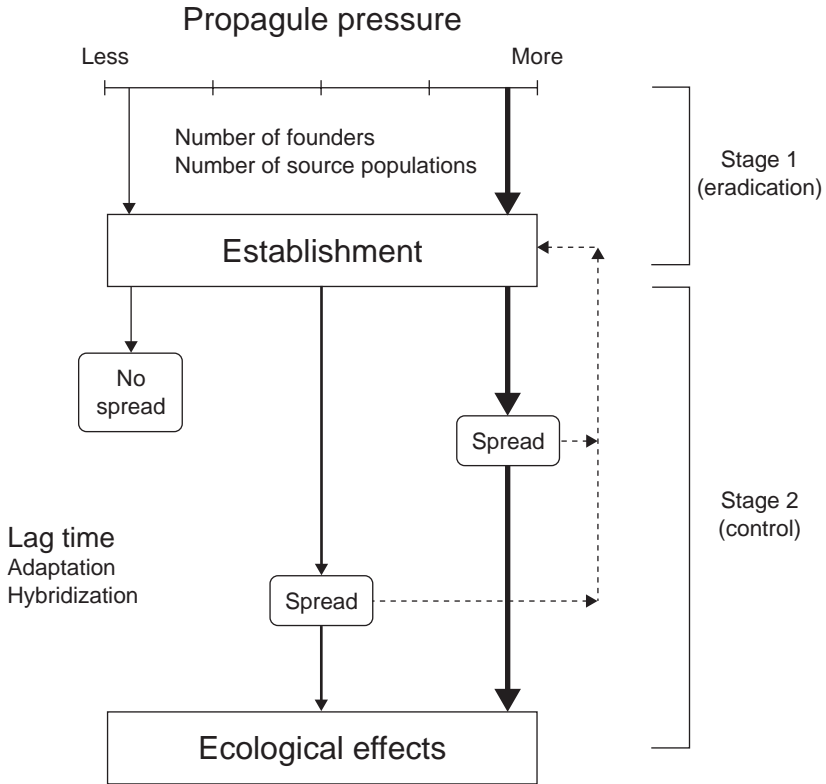 Propagule pressure
Less
More
Number of founders
Number of source populations
Stage 1
(eradication)
Establishment
No
spread
Spread
Stage 2
(control)
Lag time
Adaptation
Hybridization
Spread
Ecological effects